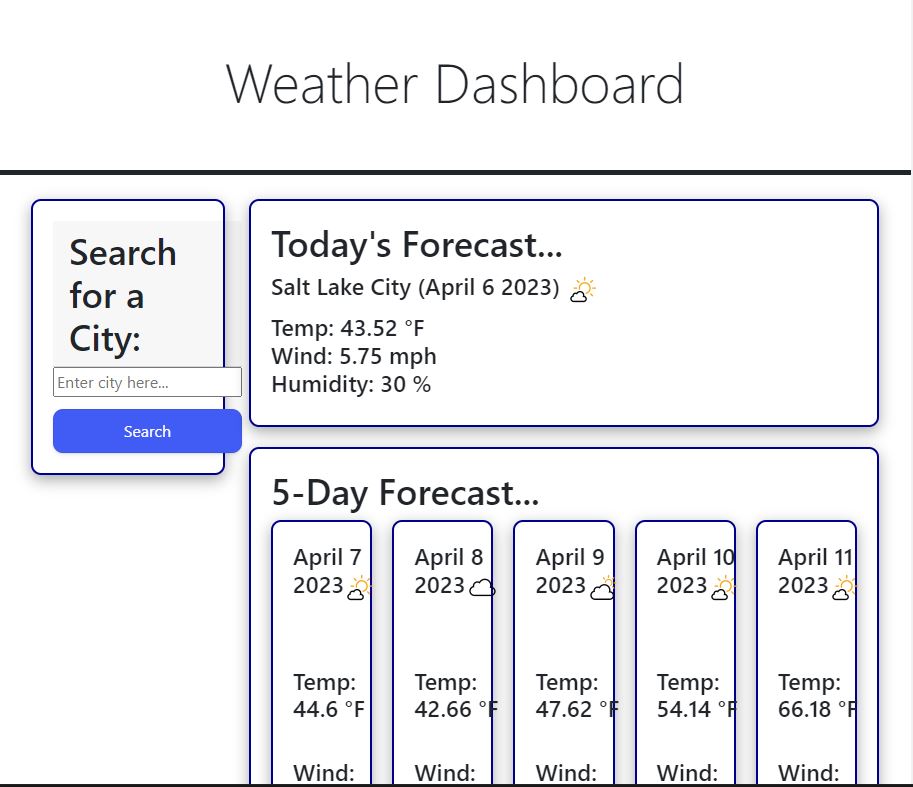 Weather Dashboard
Search
for a
City:
Enter city here...
Search
Today's Forecast...
Salt Lake City (April 6 2023)
Temp: 43.52 °F
Wind: 5.75 mph
Humidity: 30 %
5-Day Forecast...
April 7
2023
Temp:
44.6 °F
Wind:
April 8
2023
Temp:
42.66 °F
Wind:
April 9
2023
Temp:
47.62 °F
Wind:
April 10
2023
Temp:
54.14 °F
Wind:
April 11
2023
Temp:
66.18 °F
Wind: